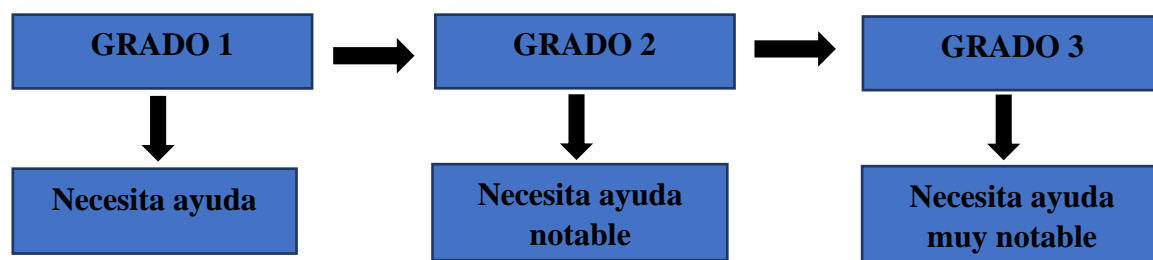 GRADO 1
GRADO 2
GRADO 3
Necesita ayuda
Necesita ayuda
notable
Necesita ayuda
muy notable